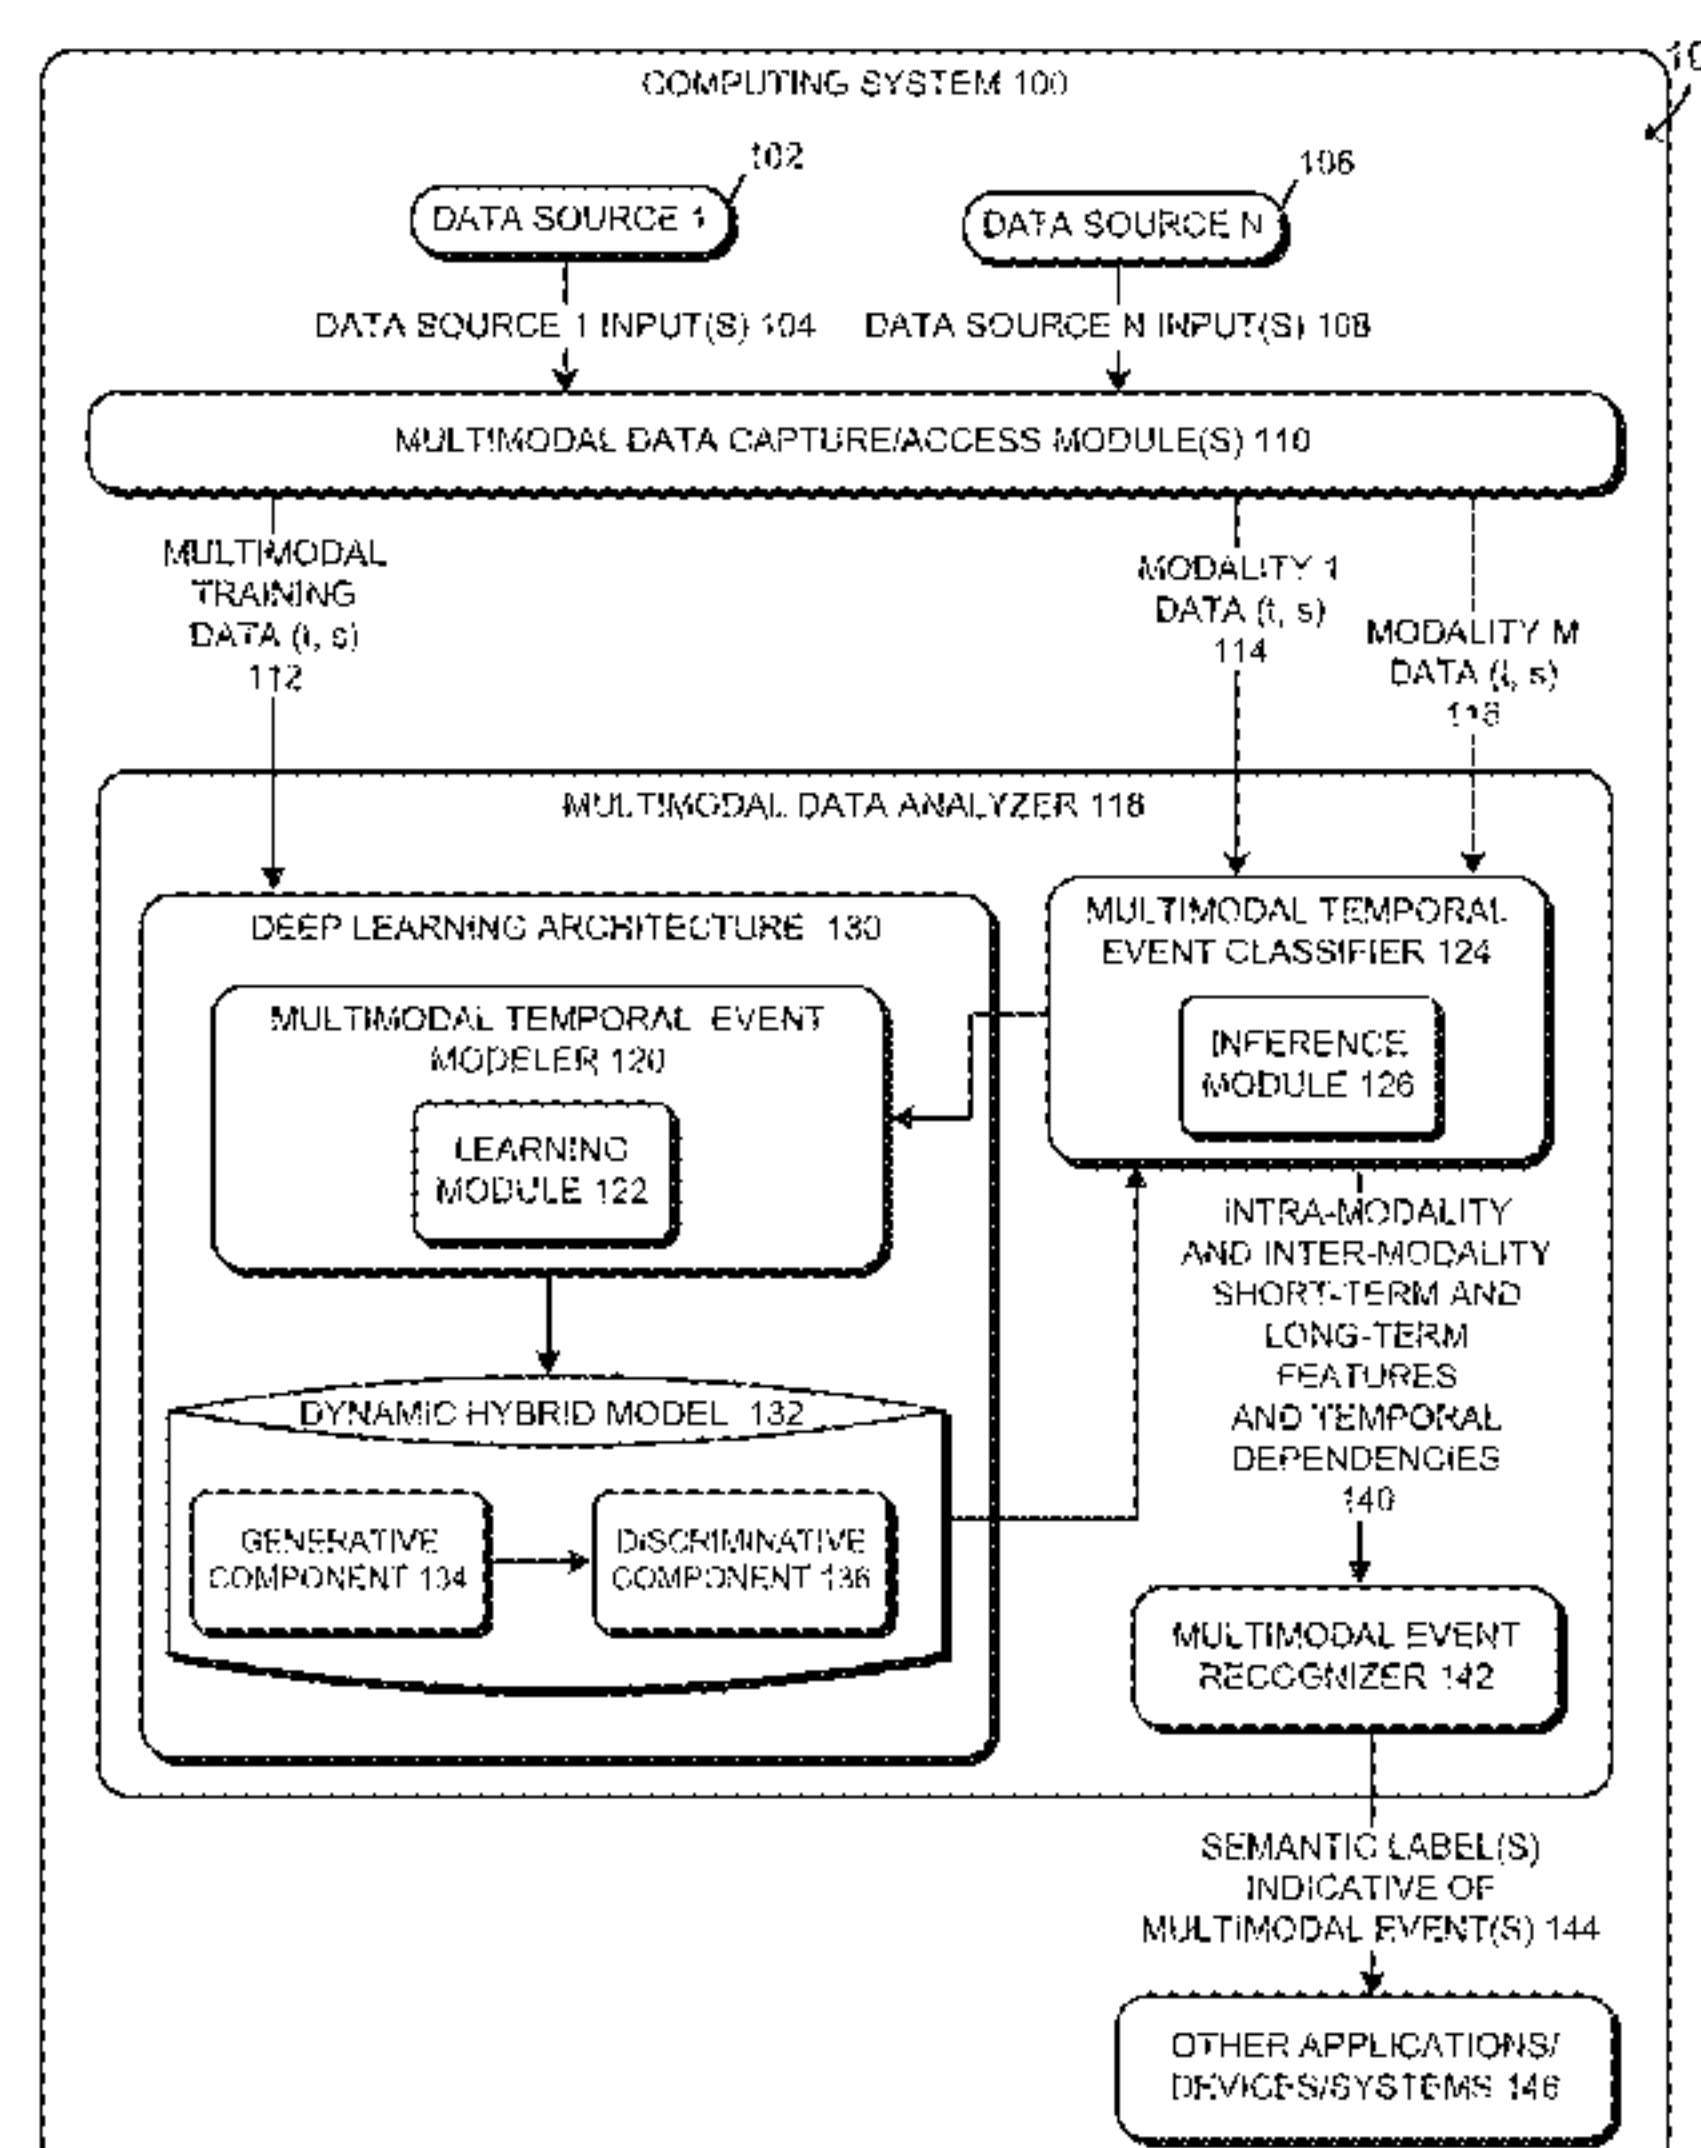 COMPUTING SYSTEM 100
102
106
DATA SOURCE 1
DATA SOURCE N
DATA SOURCE 1 INPUT(S) 104
DATA SOURCE N INPUT(S) 108
MULTIMODAL DATA CAPTURE/ACCESS MODULE(S) 110
MULTIMODAL
TRAINING
DATA (t, s)
112
MODALITY 1
DATA (t, s)
114
MODALITY M
DATA (t, s)
116
MULTIMODAL DATA ANALYZER 118
DEEP LEARNING ARCHITECTURE 130
MULTIMODAL TEMPORAL EVENT
MODELER 120
LEARNING
MODULE 122
MULTIMODAL TEMPORAL
EVENT CLASSIFIER 124
INFERENCE
MODULE 126
DYNAMIC HYBRID MODEL 132
GENERATIVE
COMPONENT 134
DISCRIMINATIVE
COMPONENT 136
INTRA-MODALITY
AND INTER-MODALITY
SHORT-TERM AND
LONG-TERM
FEATURES
AND TEMPORAL
DEPENDENCIES
140
MULTIMODAL EVENT
RECOGNIZER 142
SEMANTIC LABEL(S)
INDICATIVE OF
MULTIMODAL EVENT(S) 144
OTHER APPLICATIONS/
DEVICES/SYSTEMS 146